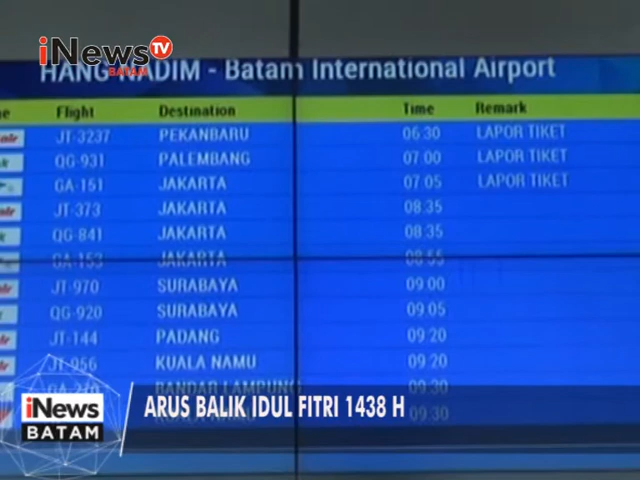 iNews TV
BATAM
HANG NADIM - Batam International Airport
Flight Destination Time Remark
JT-3237 PEKANBARU 06:30 LAPOR TIKET
QG-931 PALEMBANG 07:00 LAPOR TIKET
GA-151 JAKARTA 07:05 LAPOR TIKET
JT-373 JAKARTA 08:35
QG-841 JAKARTA 08:35
GA-153 JAKARTA 08:55
JT-970 SURABAYA 09:00
QG-920 SURABAYA 09:05
JT-144 PADANG 09:20
JT-956 KUALA NAMU 09:20
BANDAR LAMPUNG 09:30
KUALA NAMU 09:30
iNews
BATAM
ARUS BALIK IDUL FITRI 1438 H